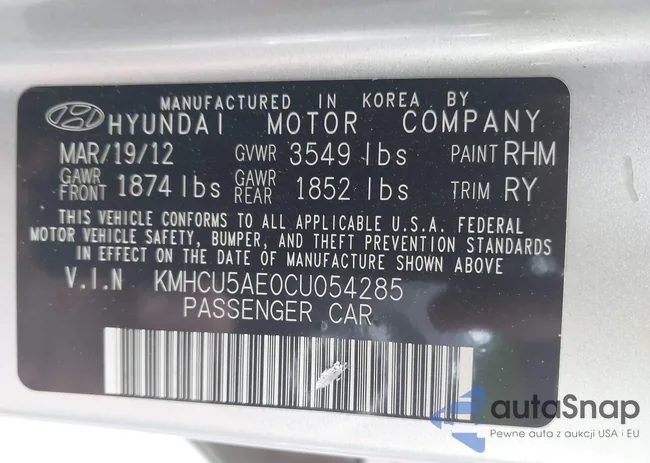 MANUFACTURED IN KOREA BY
HYUNDAI MOTOR COMPANY
MAR/19/12 GVWR 3549 lbs PAINT RHM
GAWR FRONT 1874 lbs GAWR REAR 1852 lbs TRIM RY
THIS VEHICLE CONFORMS TO ALL APPLICABLE U.S.A. FEDERAL
MOTOR VEHICLE SAFETY, BUMPER, AND THEFT PREVENTION STANDARDS
IN EFFECT ON THE DATE OF MANUFACTURE SHOWN ABOVE
V.I.N KMHCU5AE0CU054285
PASSENGER CAR
autoSnap
Pewne auta z aukcji USA i EU